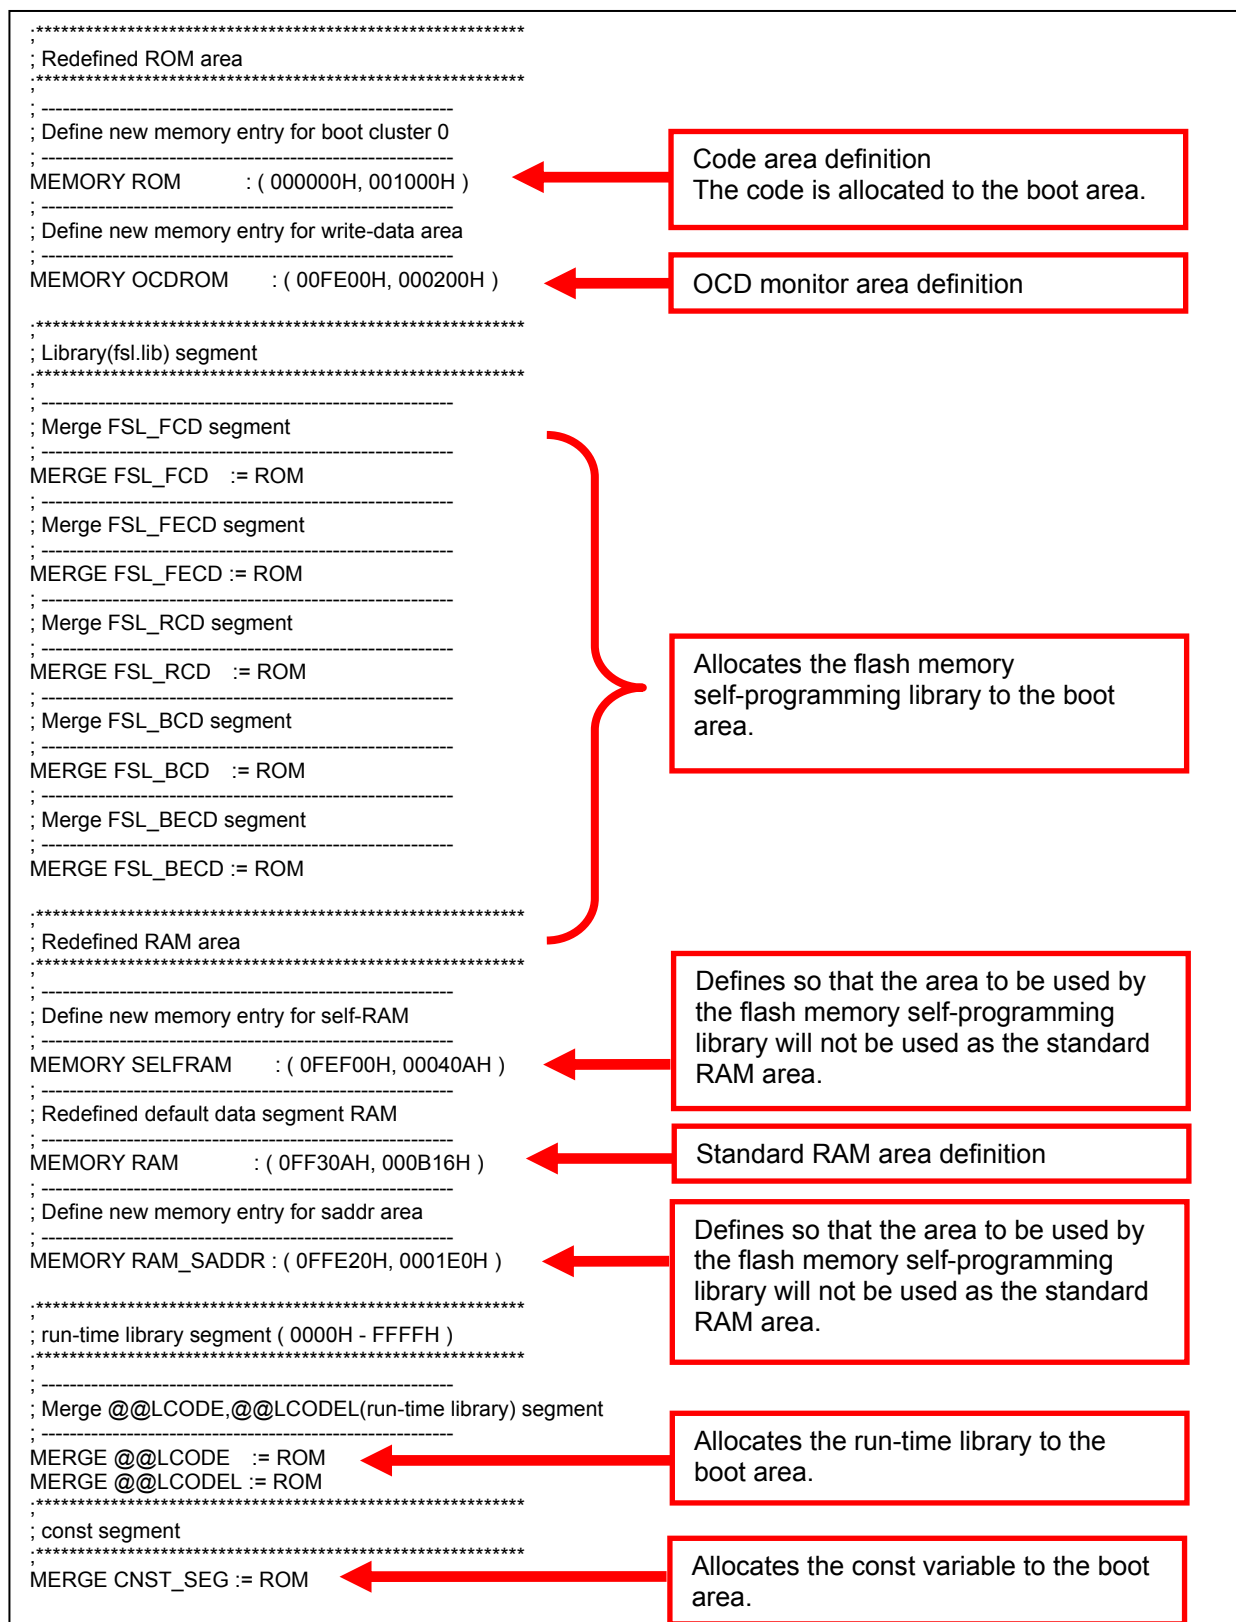 ;************************************************************
; Redefined ROM area
;************************************************************
; ----------------------------------------------------------
; Define new memory entry for boot cluster 0
; ----------------------------------------------------------
MEMORY ROM : ( 000000H, 001000H )
; ----------------------------------------------------------
; Define new memory entry for write-data area
; ----------------------------------------------------------
MEMORY OCDROM : ( 00FE00H, 000200H )
;************************************************************
; Library(fsl.lib) segment
;************************************************************
; ----------------------------------------------------------
; Merge FSL_FCD segment
; ----------------------------------------------------------
MERGE FSL_FCD := ROM
; ----------------------------------------------------------
; Merge FSL_FECD segment
; ----------------------------------------------------------
MERGE FSL_FECD := ROM
; ----------------------------------------------------------
; Merge FSL_RCD segment
; ----------------------------------------------------------
MERGE FSL_RCD := ROM
; ----------------------------------------------------------
; Merge FSL_BCD segment
; ----------------------------------------------------------
MERGE FSL_BCD := ROM
; ----------------------------------------------------------
; Merge FSL_BECD segment
; ----------------------------------------------------------
MERGE FSL_BECD := ROM
;************************************************************
; Redefined RAM area
;************************************************************
; ----------------------------------------------------------
; Define new memory entry for self-RAM
; ----------------------------------------------------------
MEMORY SELFRAM : ( 0FEF00H, 00040AH )
; ----------------------------------------------------------
; Redefined default data segment RAM
; ----------------------------------------------------------
MEMORY RAM : ( 0FF30AH, 000B16H )
; ----------------------------------------------------------
; Define new memory entry for saddr area
; ----------------------------------------------------------
MEMORY RAM_SADDR : ( 0FFE20H, 0001E0H )
;************************************************************
; run-time library segment ( 0000H - FFFFH )
;************************************************************
; ----------------------------------------------------------
; Merge @@LCODE,@@LCODEL(run-time library) segment
; ----------------------------------------------------------
MERGE @@LCODE := ROM
MERGE @@LCODEL := ROM
;************************************************************
; const segment
;************************************************************
MERGE CNST_SEG := ROM
Code area definition
The code is allocated to the boot area.
OCD monitor area definition
Allocates the flash memory
self-programming library to the boot
area.
Defines so that the area to be used by
the flash memory self-programming
library will not be used as the standard
RAM area.
Standard RAM area definition
Defines so that the area to be used by
the flash memory self-programming
library will not be used as the standard
RAM area.
Allocates the run-time library to the
boot area.
Allocates the const variable to the boot
area.